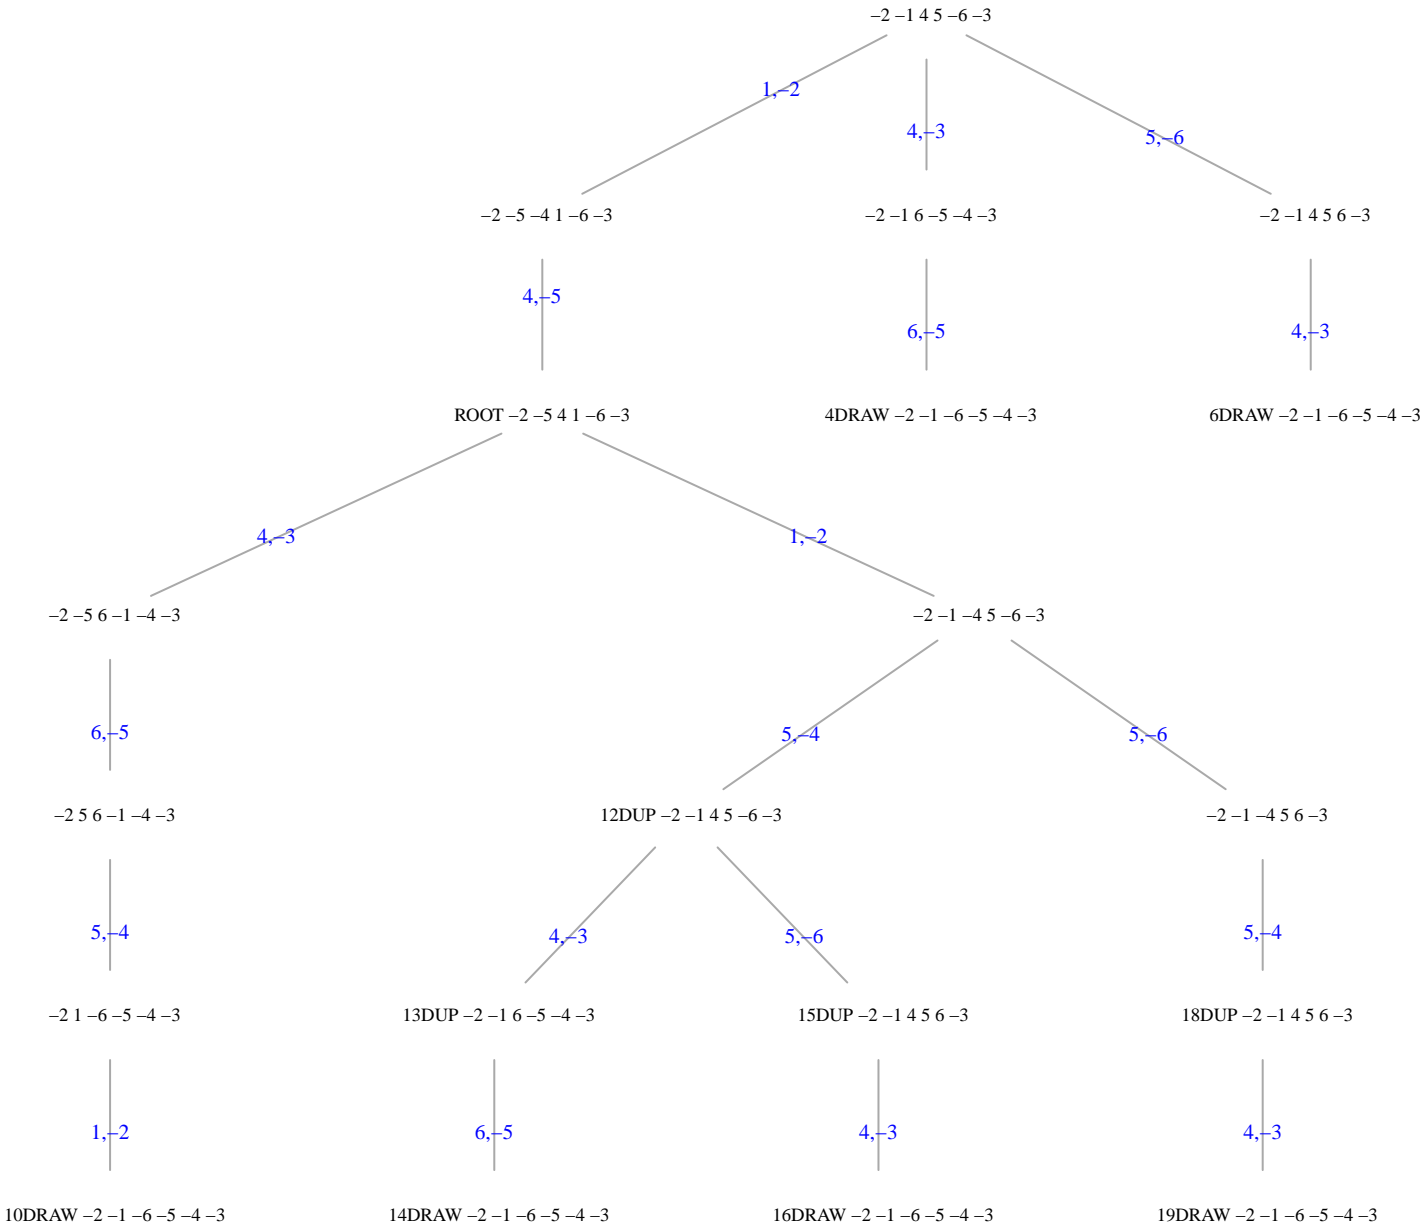 –2 –1 4 5 –6 –3
1,–2
4,–3
5,–6
–2 –5 –4 1 –6 –3
–2 –1 6 –5 –4 –3
–2 –1 4 5 6 –3
4,–5
6,–5
4,–3
ROOT –2 –5 4 1 –6 –3
4DRAW –2 –1 –6 –5 –4 –3
6DRAW –2 –1 –6 –5 –4 –3
4,–3
1,–2
–2 –5 6 –1 –4 –3
–2 –1 –4 5 –6 –3
6,–5
5,–4
5,–6
–2 5 6 –1 –4 –3
12DUP –2 –1 4 5 –6 –3
–2 –1 –4 5 6 –3
5,–4
4,–3
5,–6
5,–4
–2 1 –6 –5 –4 –3
13DUP –2 –1 6 –5 –4 –3
15DUP –2 –1 4 5 6 –3
18DUP –2 –1 4 5 6 –3
1,–2
6,–5
4,–3
4,–3
10DRAW –2 –1 –6 –5 –4 –3
14DRAW –2 –1 –6 –5 –4 –3
16DRAW –2 –1 –6 –5 –4 –3
19DRAW –2 –1 –6 –5 –4 –3